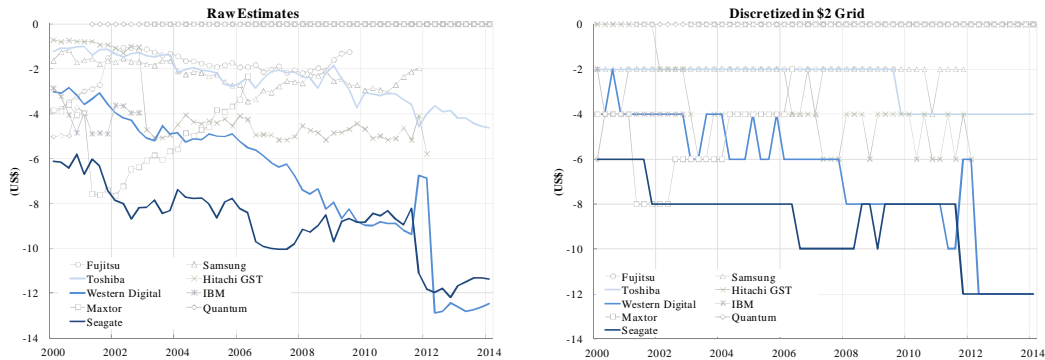 Raw Estimates
0
-2
-4
-6
-8
-10
-12
-14
(US$)
2000 2002 2004 2006 2008 2010 2012 2014
Fujitsu
Toshiba
Western Digital
Maxtor
Seagate
Samsung
Hitachi GST
IBM
Quantum
Discretized in $2 Grid
0
-2
-4
-6
-8
-10
-12
-14
(US$)
2000 2002 2004 2006 2008 2010 2012 2014
Fujitsu
Toshiba
Western Digital
Maxtor
Seagate
Samsung
Hitachi GST
IBM
Quantum